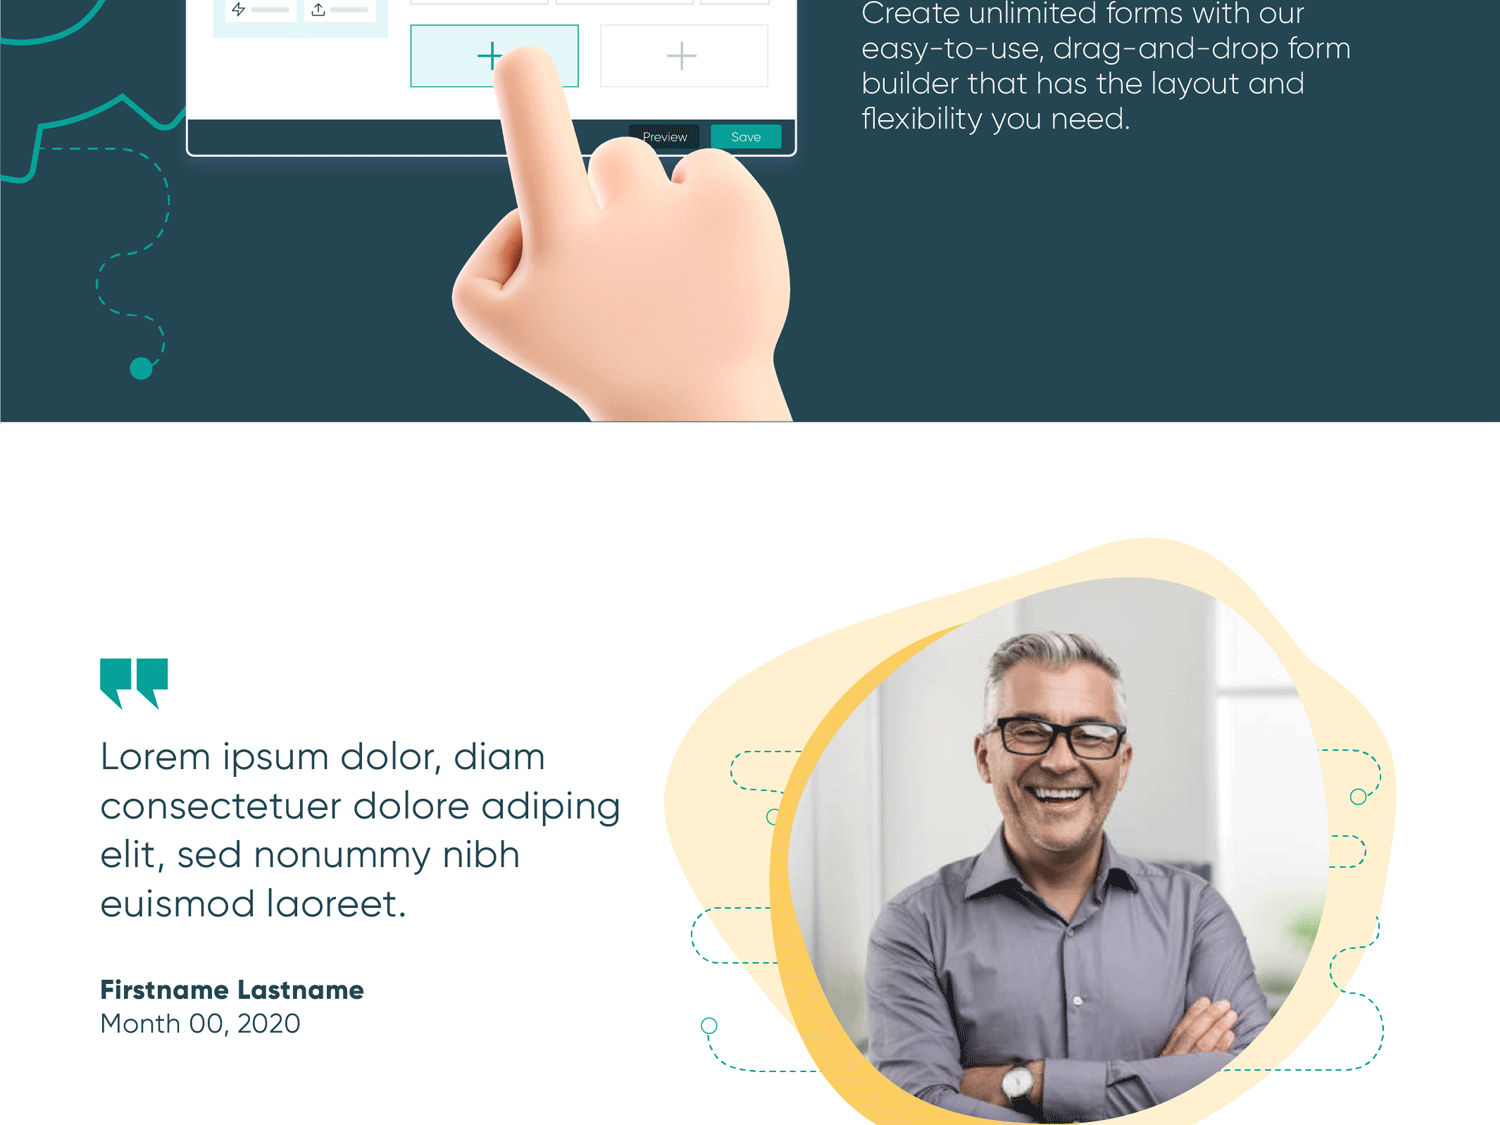 Create unlimited forms with our
easy-to-use, drag-and-drop form
builder that has the layout and
flexibility you need.
Preview
Save
Lorem ipsum dolor, diam
consectetuer dolore adiping
elit, sed nonummy nibh
euismod laoreet.
Firstname Lastname
Month 00, 2020